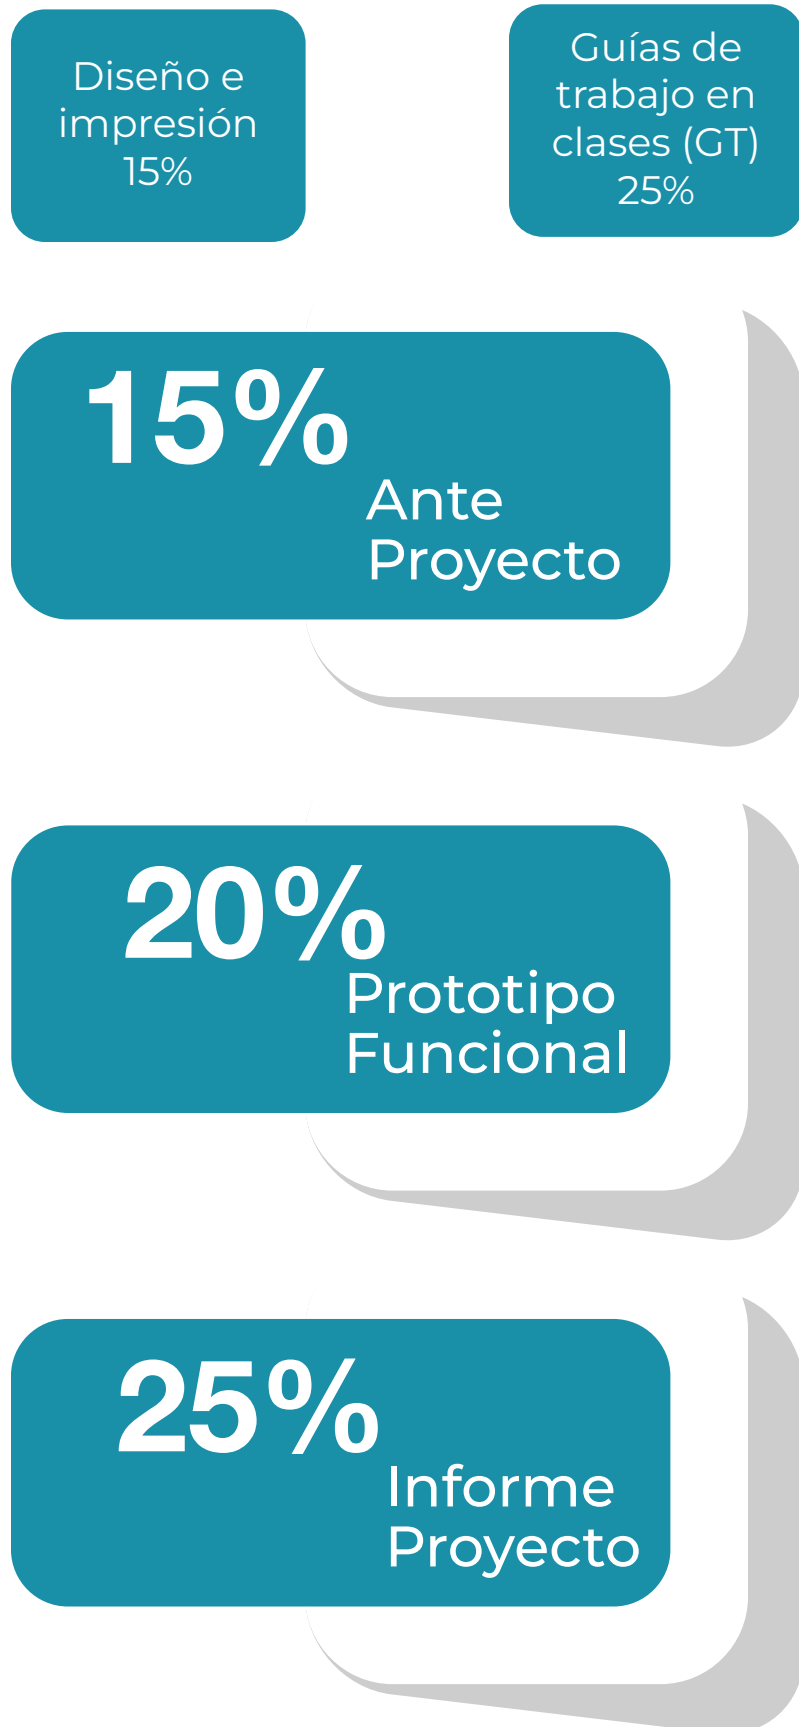 Diseño e
impresión
15%
Guías de
trabajo en
clases (GT)
25%
15%
Ante
Proyecto
20%
Prototipo
Funcional
25%
Informe
Proyecto